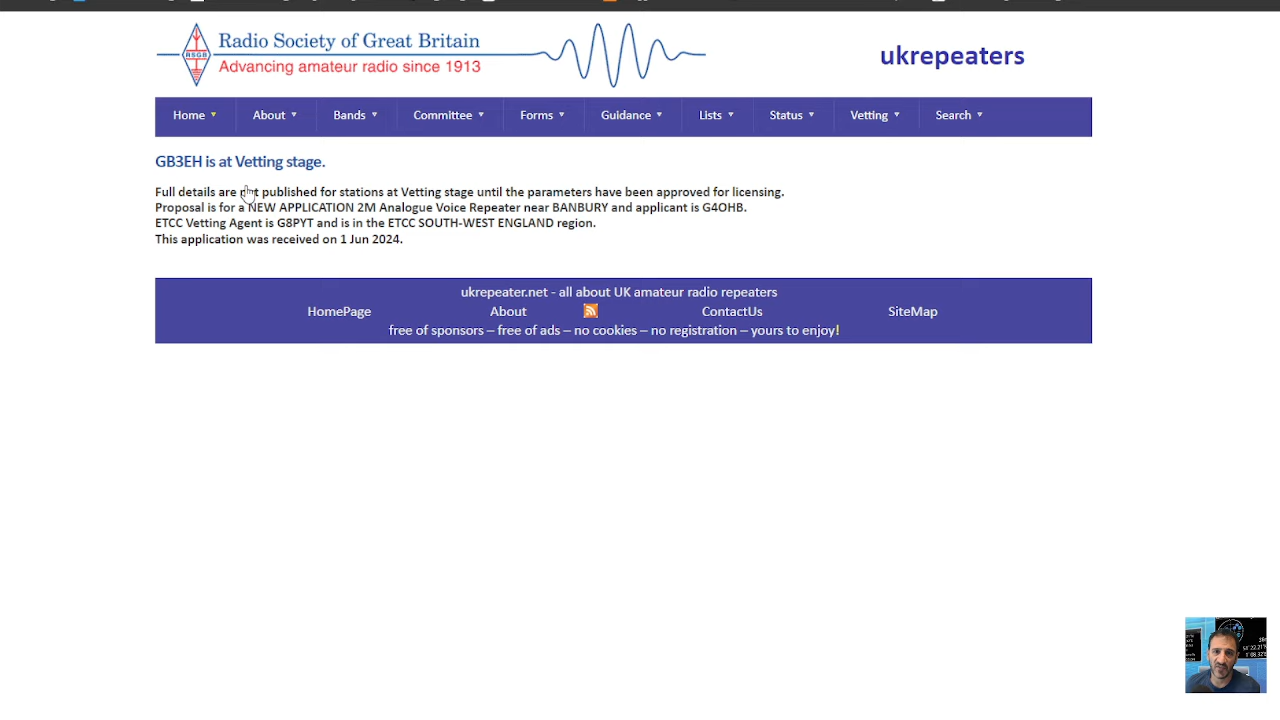 Radio Society of Great Britain
Advancing amateur radio since 1913
RSGB
ukrepeaters
Home About Bands Committee Forms Guidance Lists Status Vetting Search
GB3EH is at Vetting stage.
Full details are not published for stations at Vetting stage until the parameters have been approved for licensing.
Proposal is for a NEW APPLICATION 2M Analogue Voice Repeater near BANBURY and applicant is G4OHB.
ETCC Vetting Agent is G8PYT and is in the ETCC SOUTH-WEST ENGLAND region.
This application was received on 1 Jun 2024.
ukrepeater.net - all about UK amateur radio repeaters
HomePage About ContactUs SiteMap
free of sponsors – free of ads – no cookies – no registration – yours to enjoy!